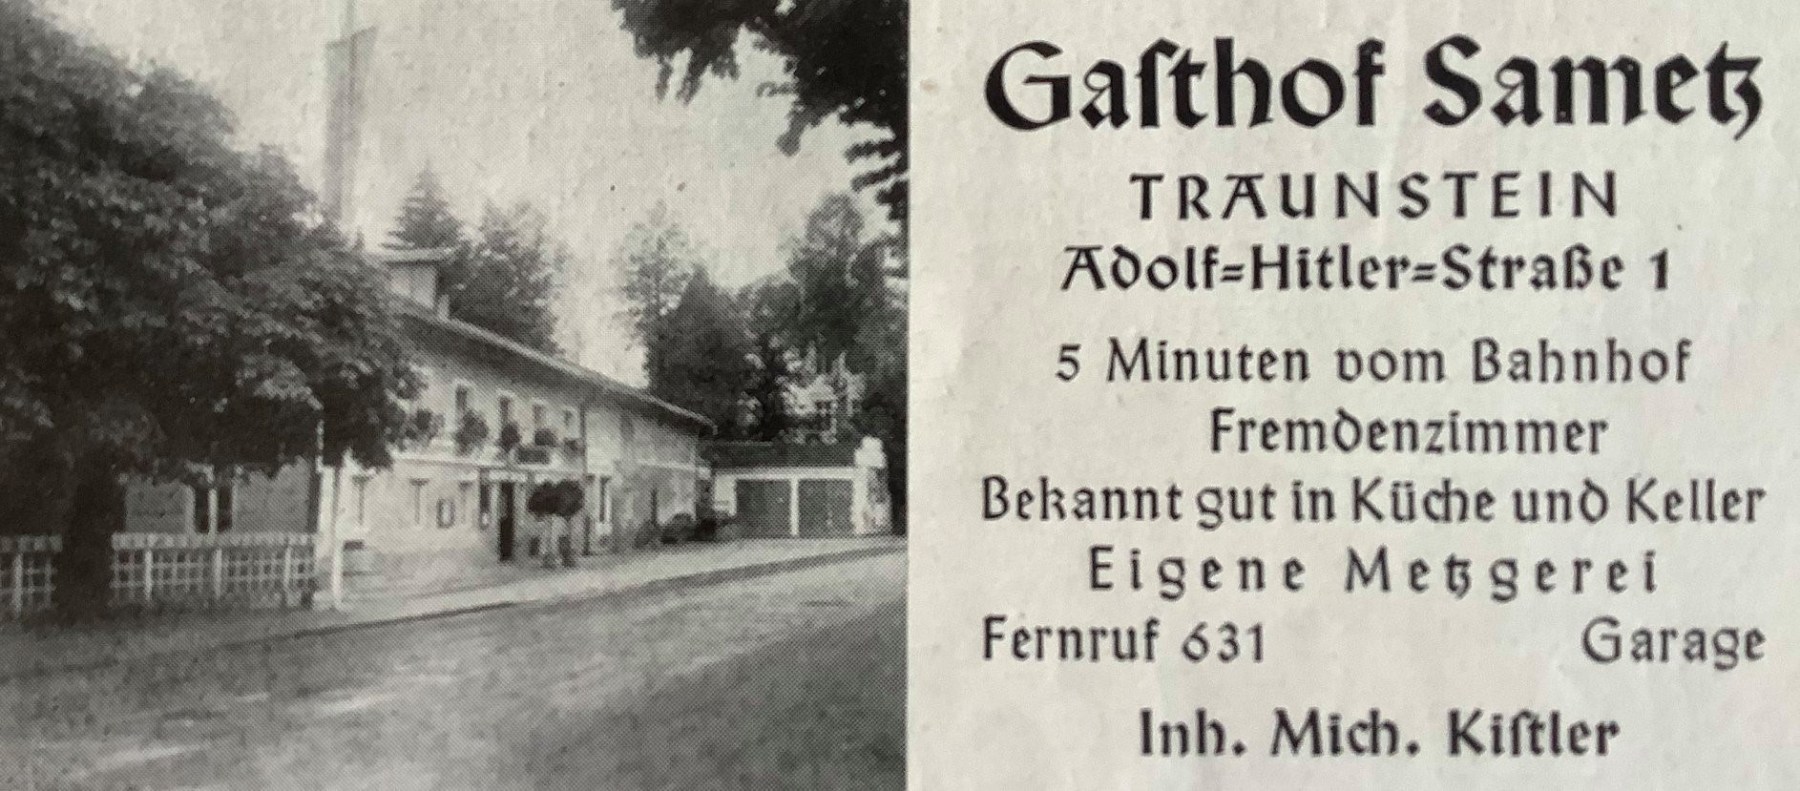 Gaſthof Sametz
TRAUNSTEIN
Adolf=Hitler=Straße 1
5 Minuten vom Bahnhof
Fremdenzimmer
Bekannt gut in Küche und Keller
Eigene Metzgerei
Fernruf 631 Garage
Inh. Mich. Kiſtler